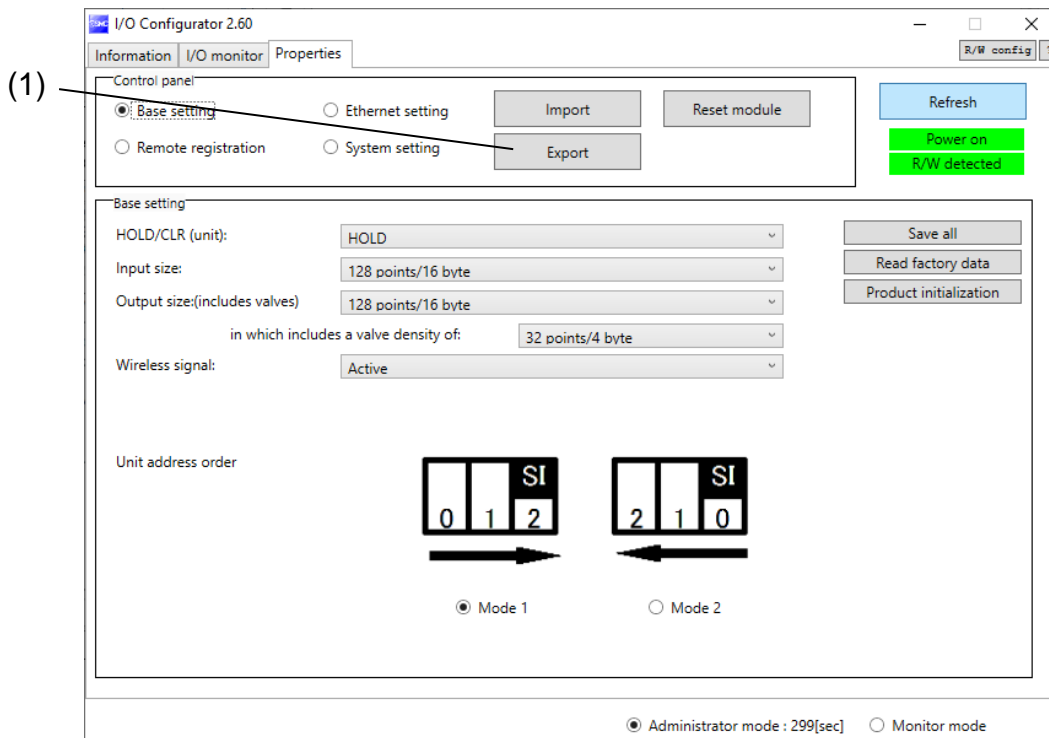 I/O Configurator 2.60
Information I/O monitor Properties R/W config
(1)
Control panel
Base setting Ethernet setting Import Reset module Refresh
Remote registration System setting Export Power on
R/W detected
Base setting
HOLD/CLR (unit): HOLD Save all
Input size: 128 points/16 byte Read factory data
Output size:(includes valves) 128 points/16 byte Product initialization
in which includes a valve density of: 32 points/4 byte
Wireless signal: Active
Unit address order
SI SI
0 1 2 2 1 0
Mode 1 Mode 2
Administrator mode : 299[sec] Monitor mode